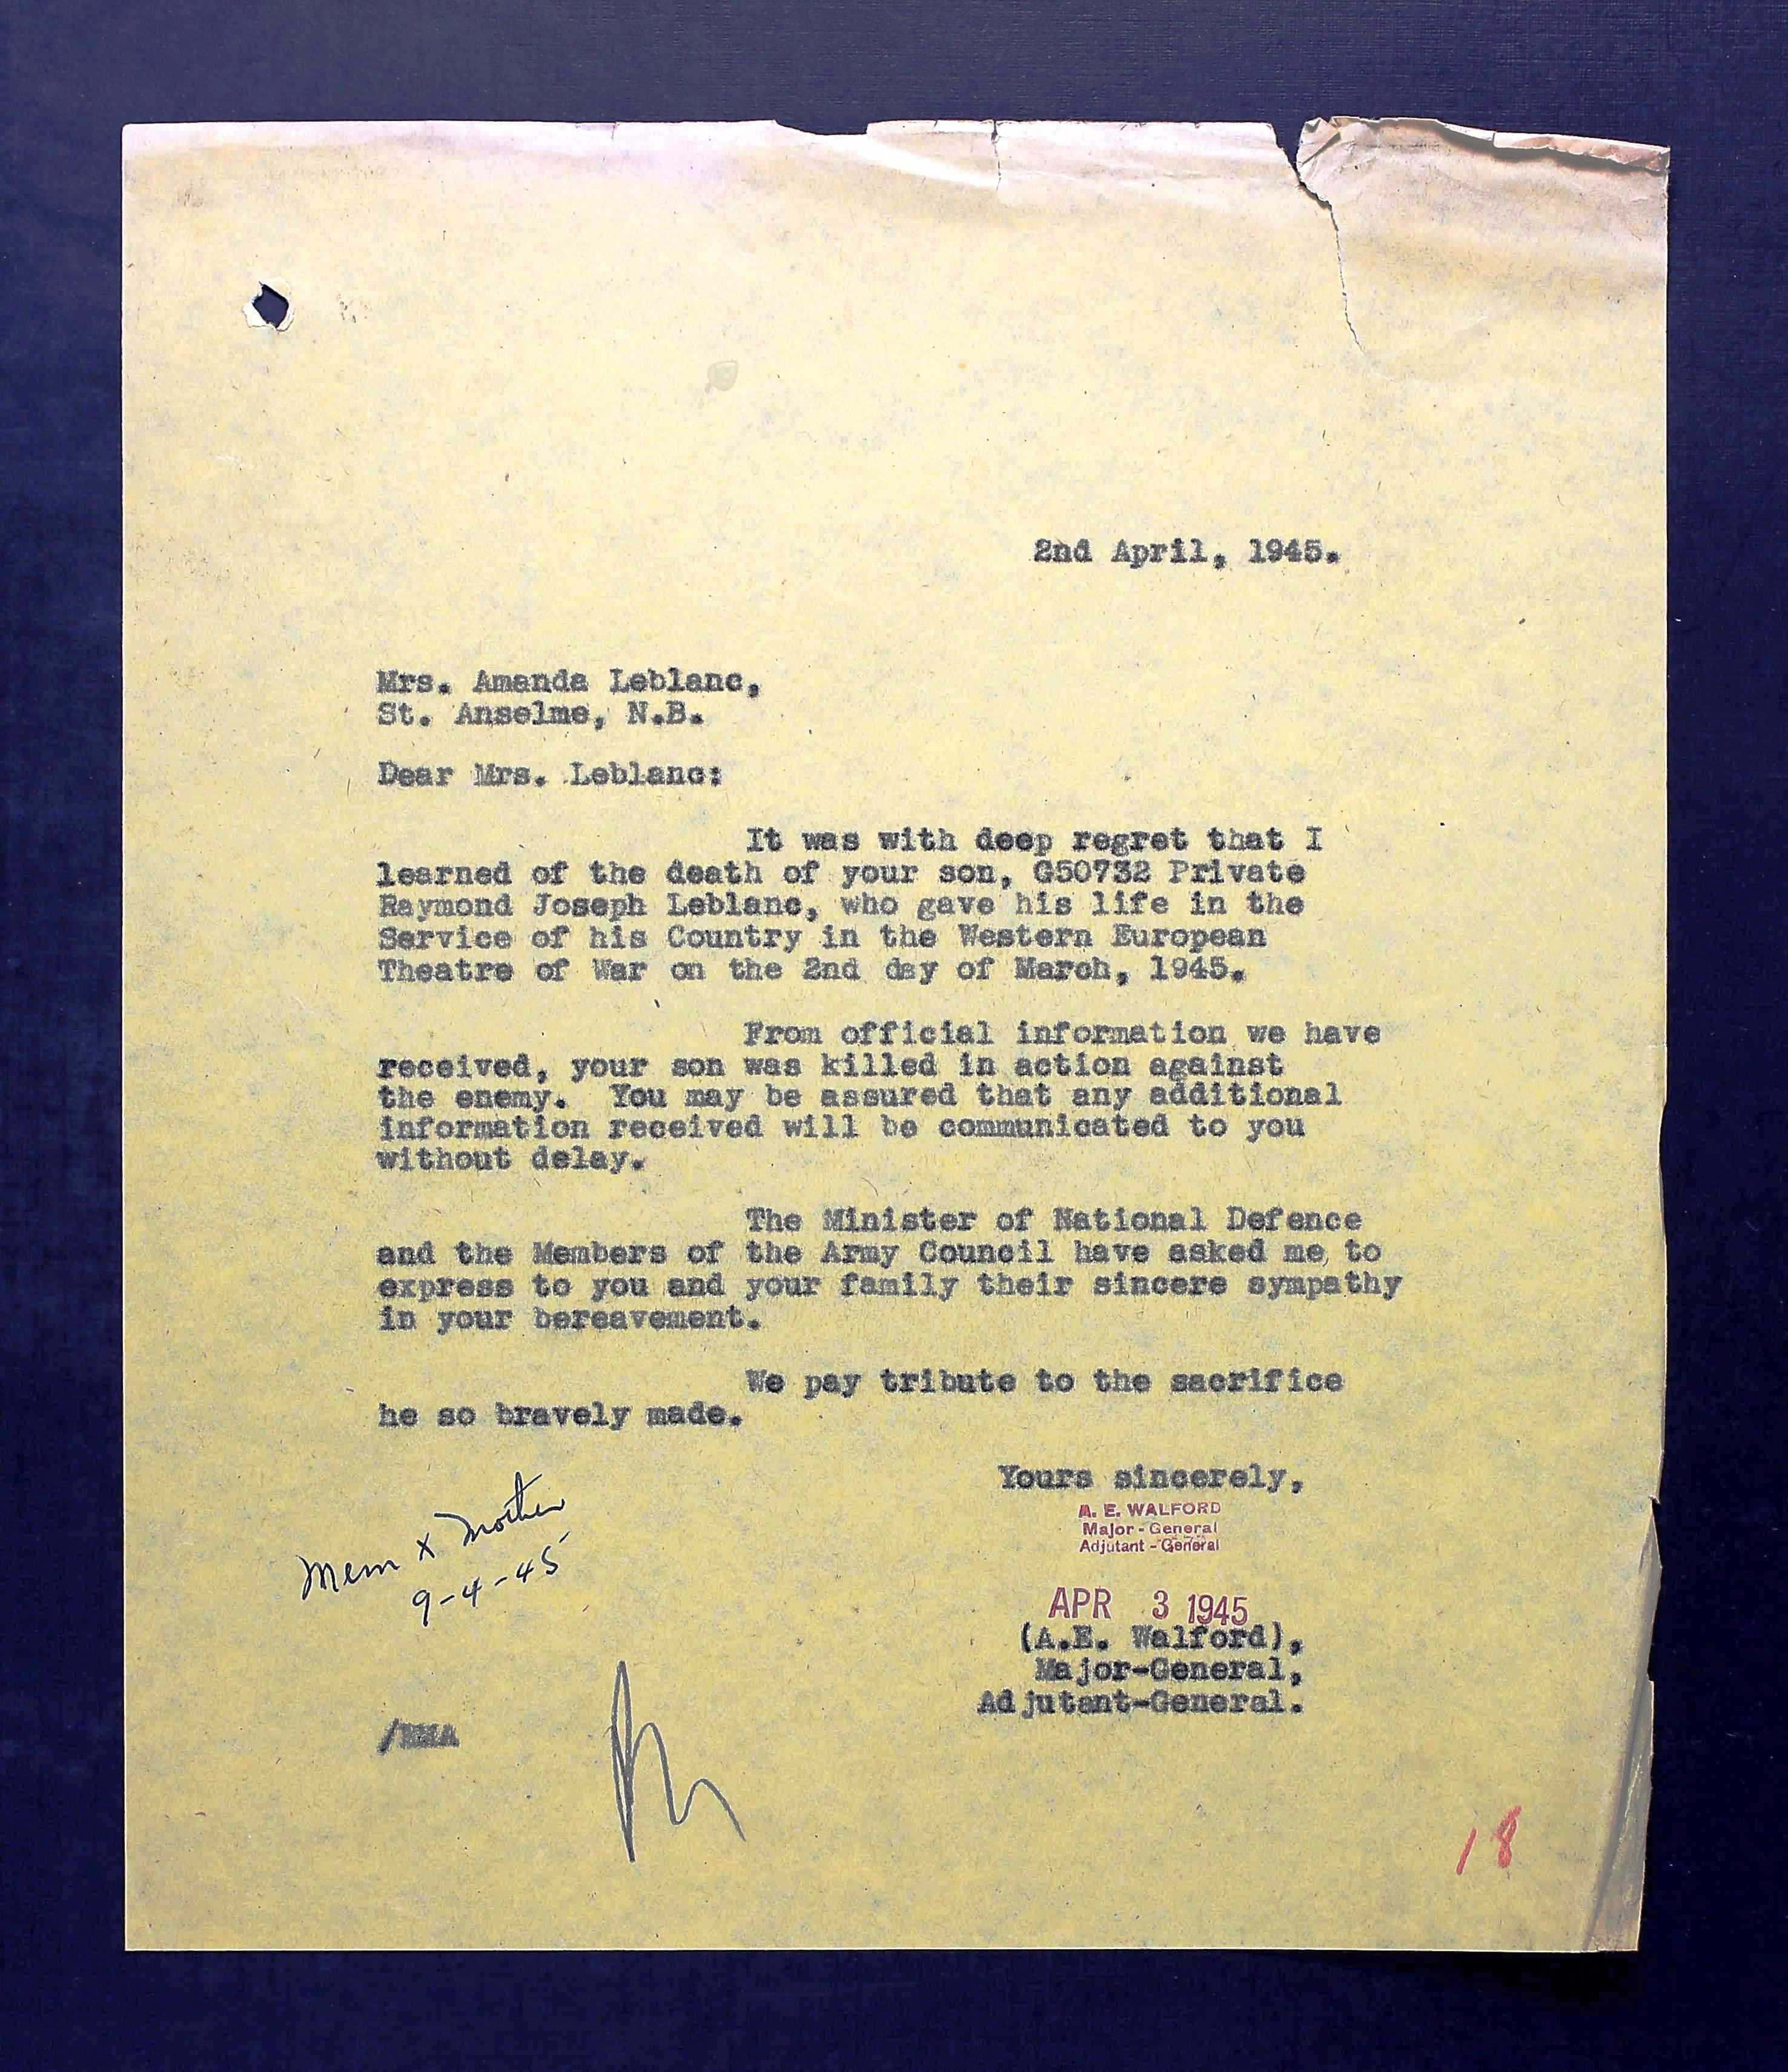 2nd April, 1945.
Mrs. Amanda Leblanc,
St. Anselme, N.B.
Dear Mrs. Leblanc:
It was with deep regret that I
learned of the death of your son, G50732 Private
Raymond Joseph Leblanc, who gave his life in the
Service of his Country in the Western European
Theatre of War on the 2nd day of March, 1945.
From official information we have
received, your son was killed in action against
the enemy. You may be assured that any additional
information received will be communicated to you
without delay.
The Minister of National Defence
and the Members of the Army Council have asked me to
express to you and your family their sincere sympathy
in your bereavement.
We pay tribute to the sacrifice
he so bravely made.
Yours sincerely,
A. E. WALFORD
Major - General
Adjutant - General
Mem x Mother
9-4-45
APR 3 1945
(A.E. Walford),
Major-General,
Adjutant-General.
18